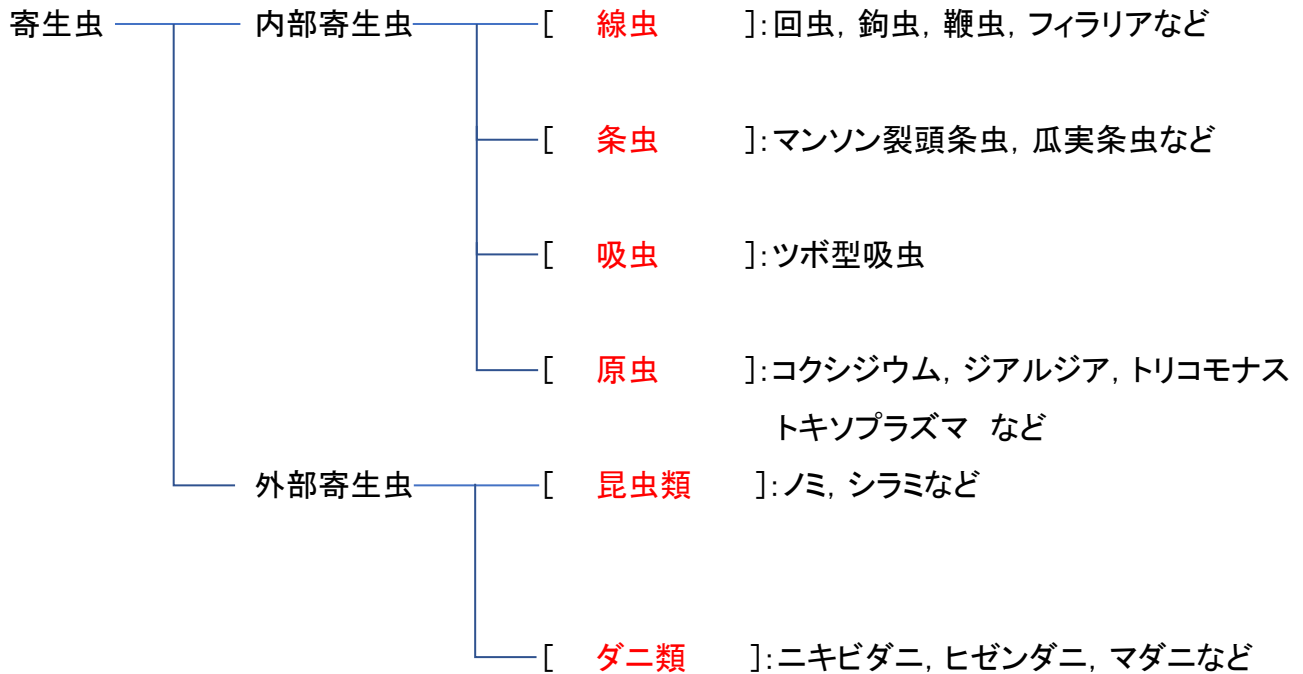 寄生虫 内部寄生虫 [ 線虫 ]:回虫, 鉤虫, 鞭虫, フィラリアなど
[ 条虫 ]:マンソン裂頭条虫, 瓜実条虫など
[ 吸虫 ]:ツボ型吸虫
[ 原虫 ]:コクシジウム, ジアルジア, トリコモナス
トキソプラズマ など
外部寄生虫 [ 昆虫類 ]:ノミ, シラミなど
[ ダニ類 ]:ニキビダニ, ヒゼンダニ, マダニなど